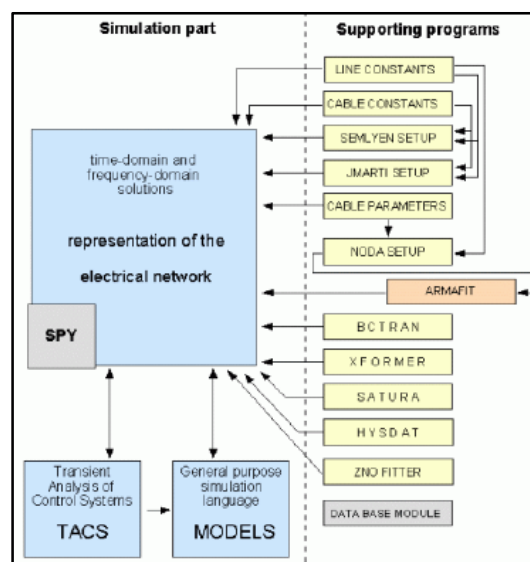 Simulation part
Supporting programs
LINE CONSTANTS
CABLE CONSTANTS
SEMLYEN SETUP
JMARTI SETUP
CABLE PARAMETERS
NODA SETUP
ARMAFIT
BCTRAN
XFORMER
SATURA
HYSDAT
ZNO FITTER
DATA BASE MODULE
time-domain and
frequency-domain
solutions
representation of the
electrical network
SPY
Transient
Analysis of
Control Systems
TACS
General purpose
simulation
language
MODELS